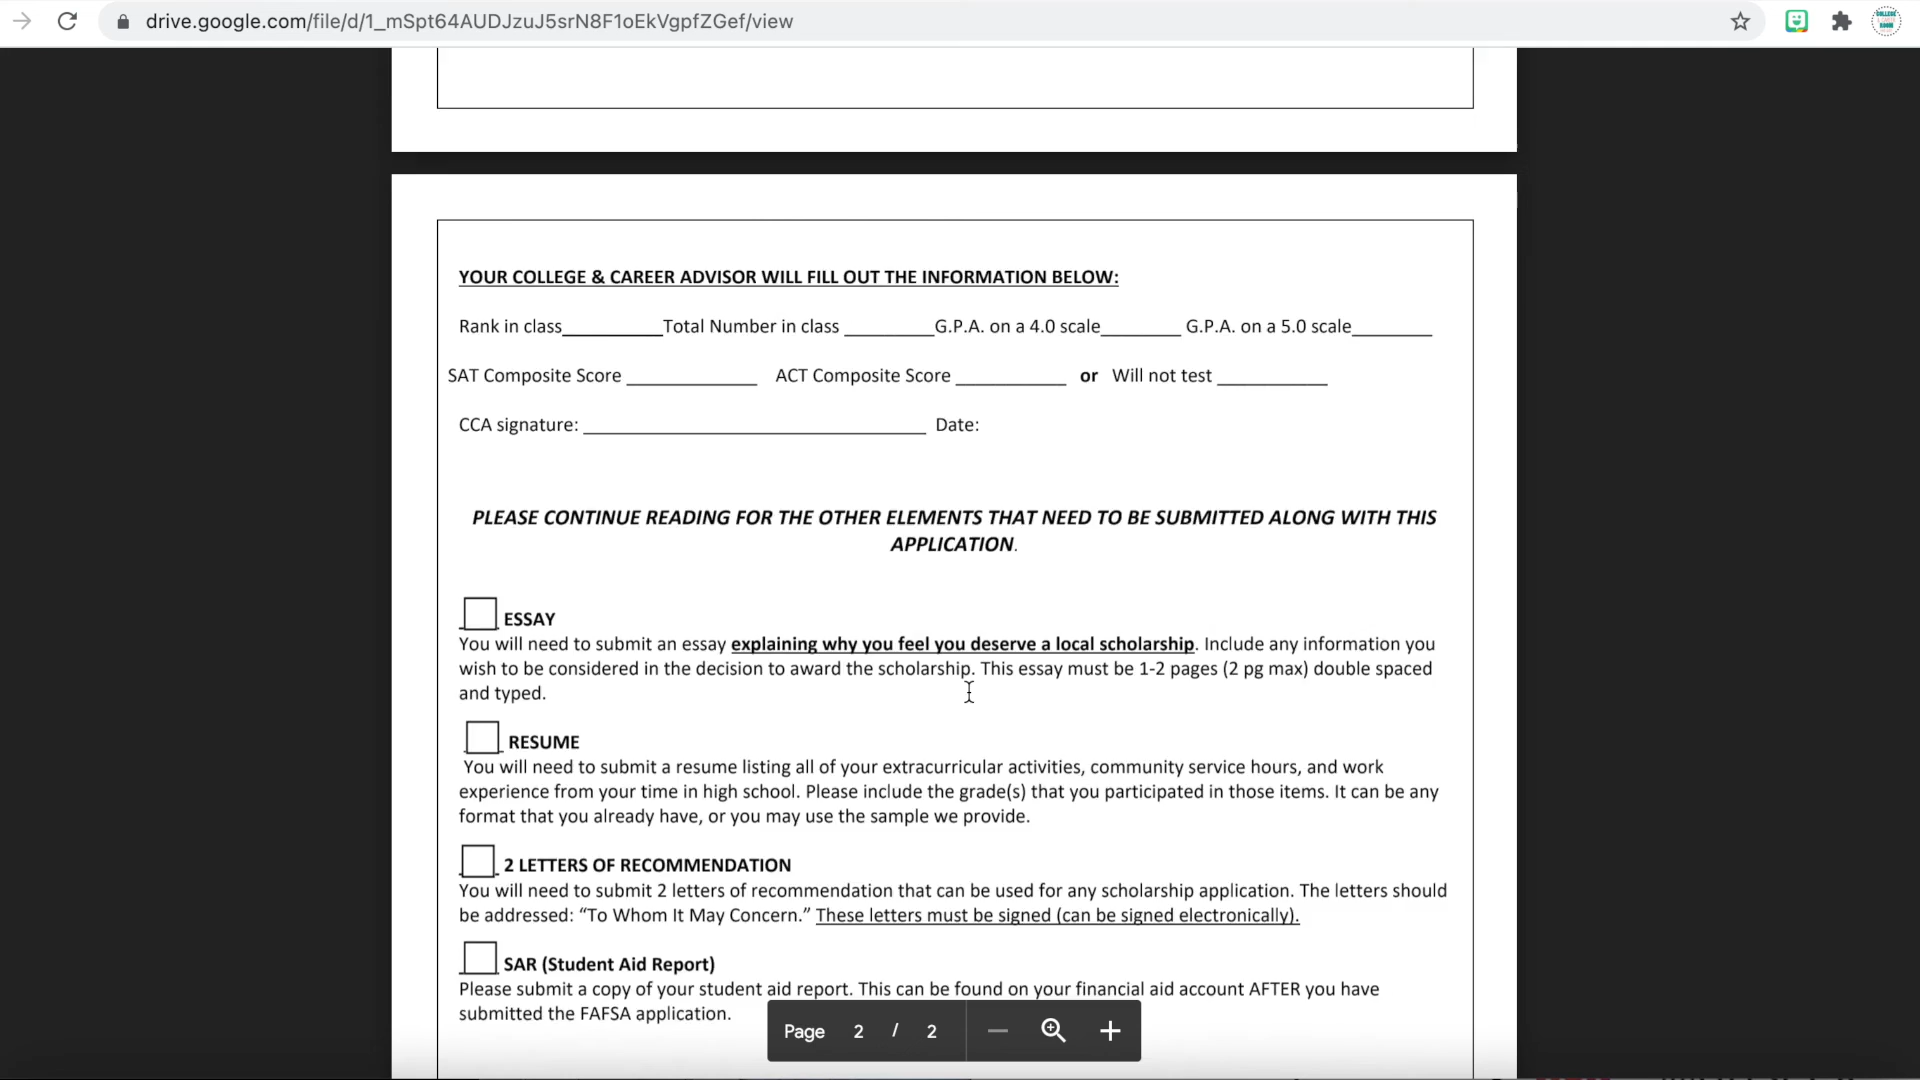 drive.google.com/file/d/1_mSpt64AUDJzuJ5srN8F1oEkVgpfZGef/view
YOUR COLLEGE & CAREER ADVISOR WILL FILL OUT THE INFORMATION BELOW:
Rank in class__________Total Number in class _________G.P.A. on a 4.0 scale________ G.P.A. on a 5.0 scale________
SAT Composite Score _____________ ACT Composite Score ___________ or Will not test ___________
CCA signature: __________________________________ Date:
PLEASE CONTINUE READING FOR THE OTHER ELEMENTS THAT NEED TO BE SUBMITTED ALONG WITH THIS
APPLICATION.
ESSAY
You will need to submit an essay explaining why you feel you deserve a local scholarship. Include any information you
wish to be considered in the decision to award the scholarship. This essay must be 1-2 pages (2 pg max) double spaced
and typed.
RESUME
You will need to submit a resume listing all of your extracurricular activities, community service hours, and work
experience from your time in high school. Please include the grade(s) that you participated in those items. It can be any
format that you already have, or you may use the sample we provide.
2 LETTERS OF RECOMMENDATION
You will need to submit 2 letters of recommendation that can be used for any scholarship application. The letters should
be addressed: “To Whom It May Concern.” These letters must be signed (can be signed electronically).
SAR (Student Aid Report)
Please submit a copy of your student aid report. This can be found on your financial aid account AFTER you have
submitted the FAFSA application.
Page 2 / 2